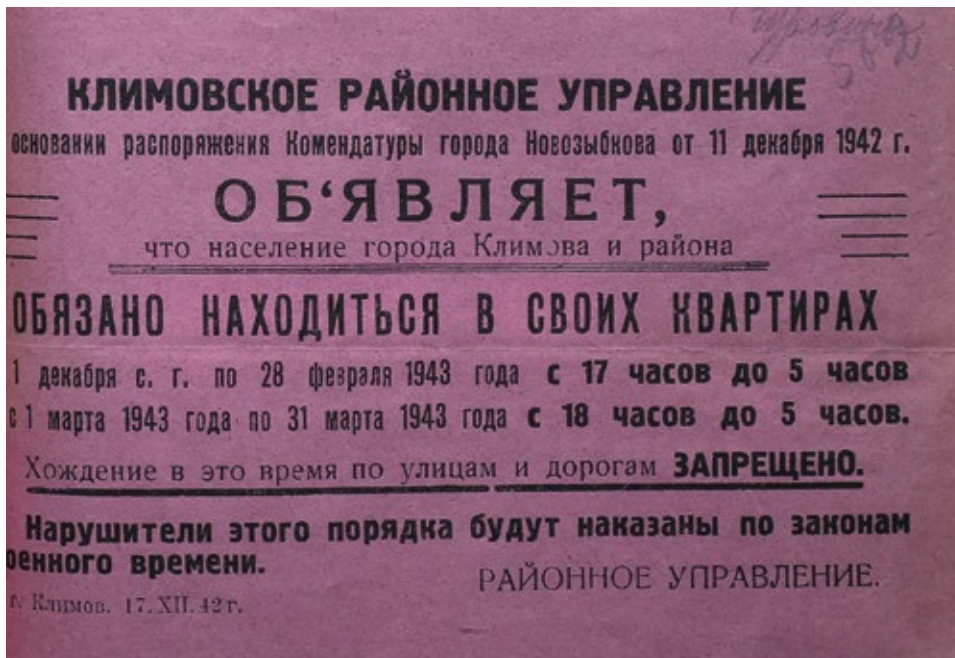 КЛИМОВСКОЕ РАЙОННОЕ УПРАВЛЕНИЕ
основании распоряжения Комендатуры города Новозыбкова от 11 декабря 1942 г.
ОБ‘ЯВЛЯЕТ,
что население города Климова и района
ОБЯЗАНО НАХОДИТЬСЯ В СВОИХ КВАРТИРАХ
1 декабря с. г. по 28 февраля 1943 года с 17 часов до 5 часов
с 1 марта 1943 года по 31 марта 1943 года с 18 часов до 5 часов.
Хождение в это время по улицам и дорогам ЗАПРЕЩЕНО.
Нарушители этого порядка будут наказаны по законам
оенного времени.
РАЙОННОЕ УПРАВЛЕНИЕ.
г. Климов. 17.XII.42 г.